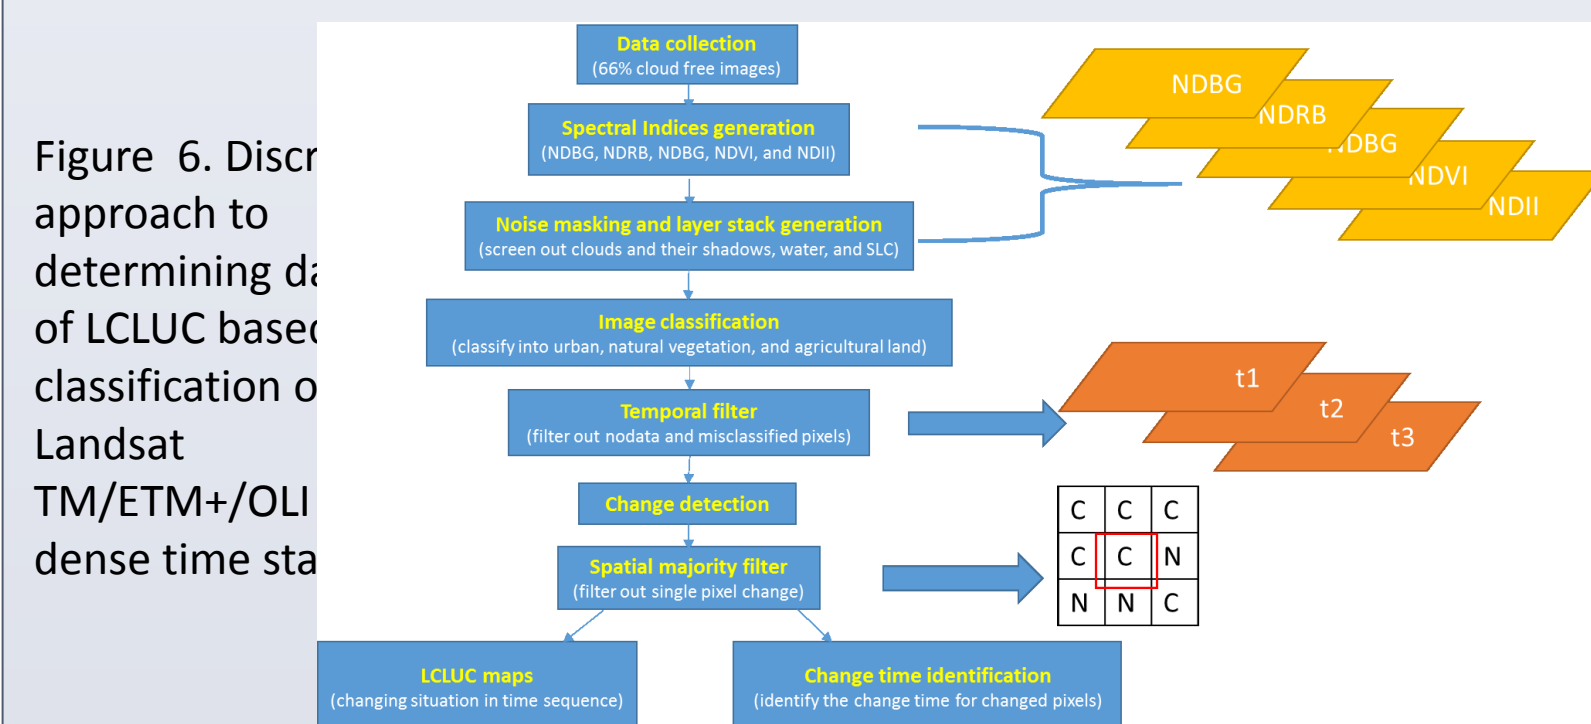 Figure 6. Discr
approach to
determining da
of LCLUC based
classification o
Landsat
TM/ETM+/OLI
dense time sta
Data collection
(66% cloud free images)
Spectral Indices generation
(NDBG, NDRB, NDBG, NDVI, and NDII)
Noise masking and layer stack generation
(screen out clouds and their shadows, water, and SLC)
Image classification
(classify into urban, natural vegetation, and agricultural land)
Temporal filter
(filter out nodata and misclassified pixels)
Change detection
Spatial majority filter
(filter out single pixel change)
LCLUC maps
(changing situation in time sequence)
Change time identification
(identify the change time for changed pixels)
NDBG
NDRB
NDBG
NDVI
NDII
t1
t2
t3
C C C
C C N
N N C